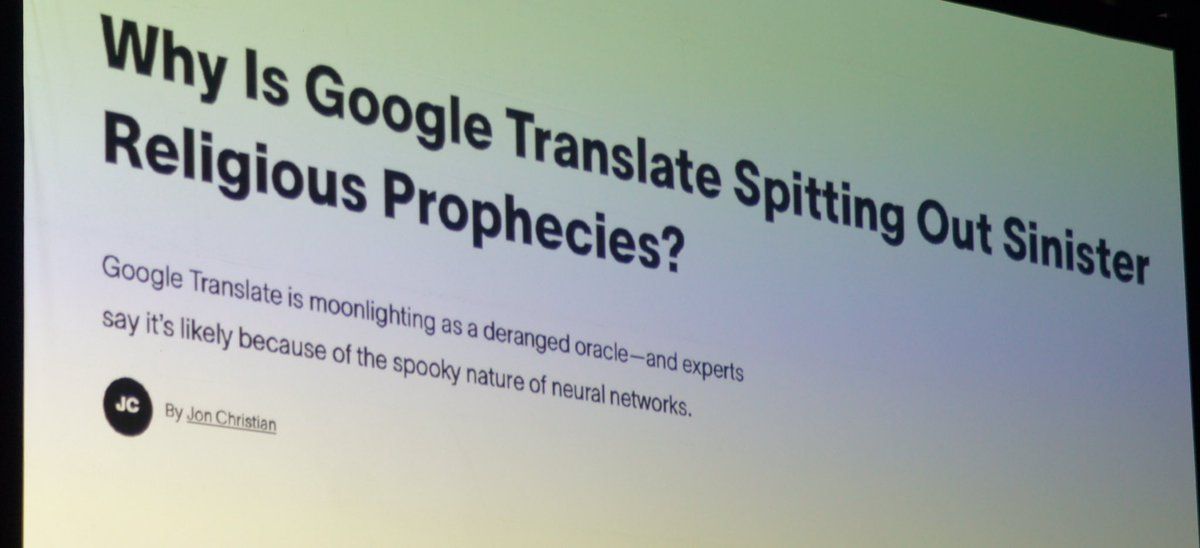 Why Is Google Translate Spitting Out Sinister
Religious Prophecies?
Google Translate is moonlighting as a deranged oracle—and experts
say it's likely because of the spooky nature of neural networks.
JC
By Jon Christian